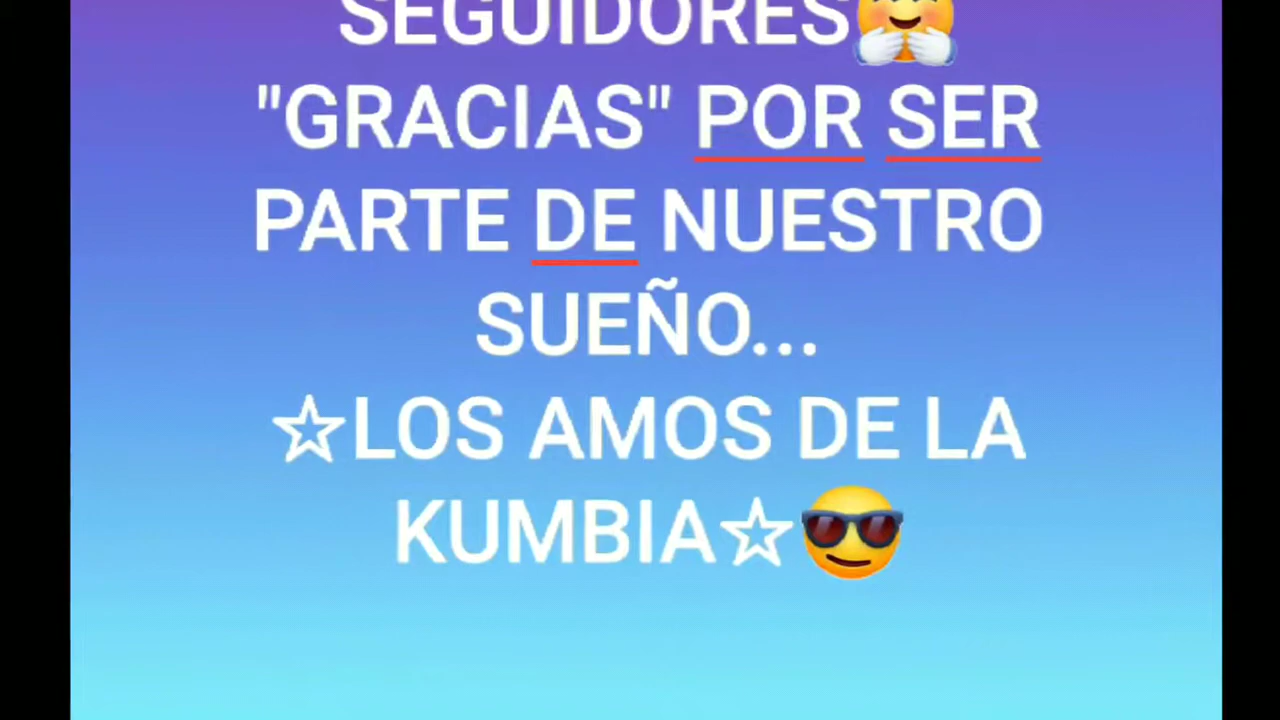 SEGUIDORES🤗
"GRACIAS" POR SER
PARTE DE NUESTRO
SUEÑO...
☆LOS AMOS DE LA
KUMBIA☆😎